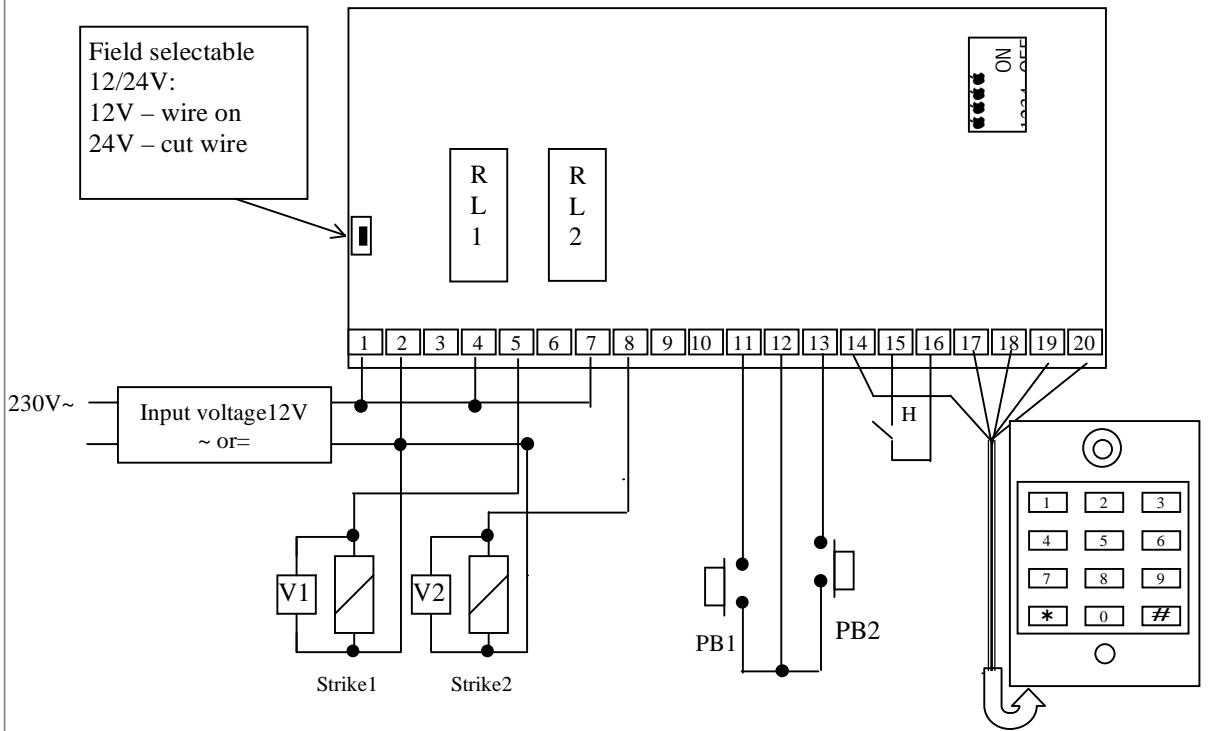 Field selectable
12/24V:
12V – wire on
24V – cut wire
ON
1234 OFF
R
L
1
R
L
2
1 2 3 4 5 6 7 8 9 10 11 12 13 14 15 16 17 18 19 20
230V~
Input voltage12V
~ or=
H
V1
V2
Strike1
Strike2
PB1
PB2
1 2 3
4 5 6
7 8 9
* 0 #